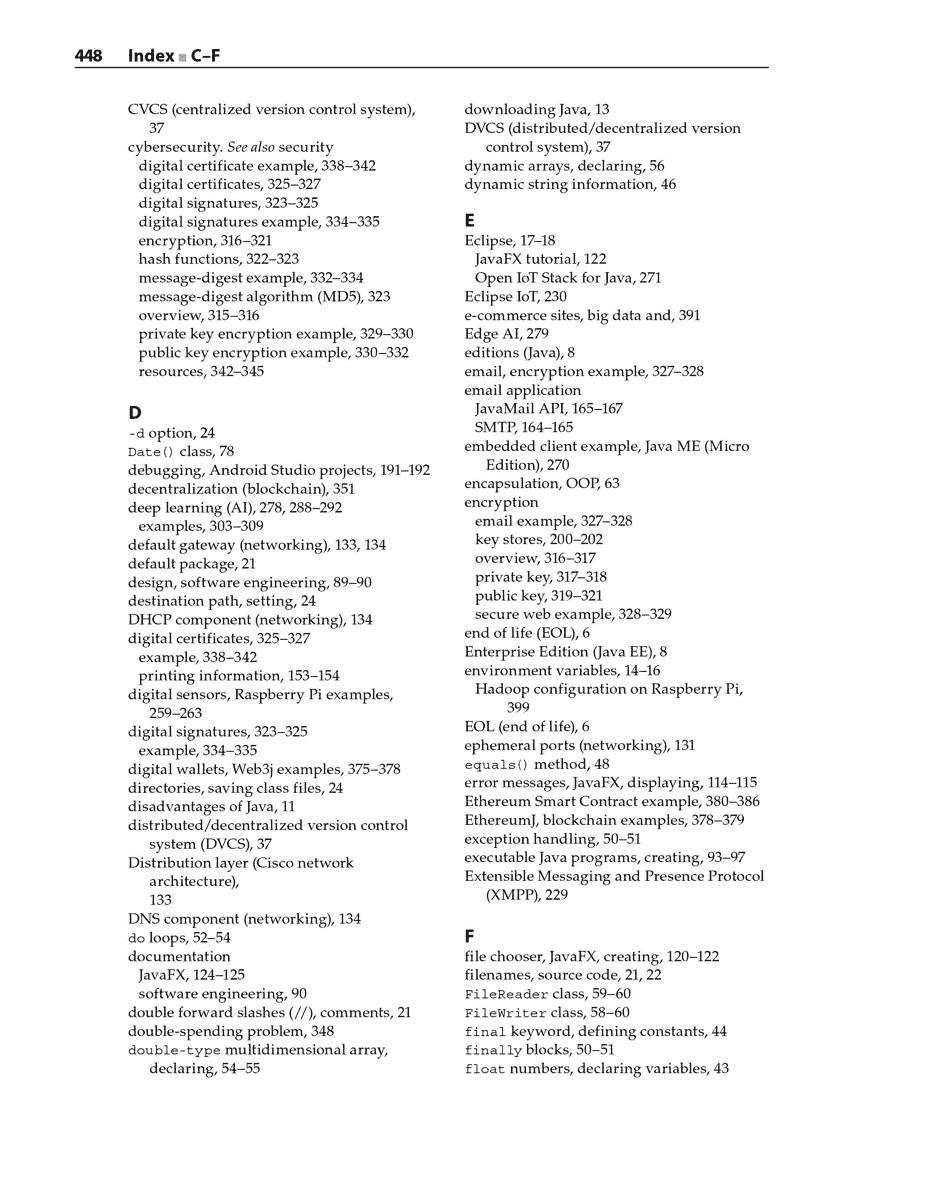 448 Index ■ C–F
CVCS (centralized version control system),
37
cybersecurity. See also security
digital certificate example, 338–342
digital certificates, 325–327
digital signatures, 323–325
digital signatures example, 334–335
encryption, 316–321
hash functions, 322–323
message-digest example, 332–334
message-digest algorithm (MD5), 323
overview, 315–316
private key encryption example, 329–330
public key encryption example, 330–332
resources, 342–345
D
-d option, 24
Date() class, 78
debugging, Android Studio projects, 191–192
decentralization (blockchain), 351
deep learning (AI), 278, 288–292
examples, 303–309
default gateway (networking), 133, 134
default package, 21
design, software engineering, 89–90
destination path, setting, 24
DHCP component (networking), 134
digital certificates, 325–327
example, 338–342
printing information, 153–154
digital sensors, Raspberry Pi examples,
259–263
digital signatures, 323–325
example, 334–335
digital wallets, Web3j examples, 375–378
directories, saving class files, 24
disadvantages of Java, 11
distributed/decentralized version control
system (DVCS), 37
Distribution layer (Cisco network
architecture),
133
DNS component (networking), 134
do loops, 52–54
documentation
JavaFX, 124–125
software engineering, 90
double forward slashes (//), comments, 21
double-spending problem, 348
double-type multidimensional array,
declaring, 54–55
downloading Java, 13
DVCS (distributed/decentralized version
control system), 37
dynamic arrays, declaring, 56
dynamic string information, 46
E
Eclipse, 17–18
JavaFX tutorial, 122
Open IoT Stack for Java, 271
Eclipse IoT, 230
e-commerce sites, big data and, 391
Edge AI, 279
editions (Java), 8
email, encryption example, 327–328
email application
JavaMail API, 165–167
SMTP, 164–165
embedded client example, Java ME (Micro
Edition), 270
encapsulation, OOP, 63
encryption
email example, 327–328
key stores, 200–202
overview, 316–317
private key, 317–318
public key, 319–321
secure web example, 328–329
end of life (EOL), 6
Enterprise Edition (Java EE), 8
environment variables, 14–16
Hadoop configuration on Raspberry Pi,
399
EOL (end of life), 6
ephemeral ports (networking), 131
equals() method, 48
error messages, JavaFX, displaying, 114–115
Ethereum Smart Contract example, 380–386
EthereumJ, blockchain examples, 378–379
exception handling, 50–51
executable Java programs, creating, 93–97
Extensible Messaging and Presence Protocol
(XMPP), 229
F
file chooser, JavaFX, creating, 120–122
filenames, source code, 21, 22
FileReader class, 59–60
FileWriter class, 58–60
final keyword, defining constants, 44
finally blocks, 50–51
float numbers, declaring variables, 43